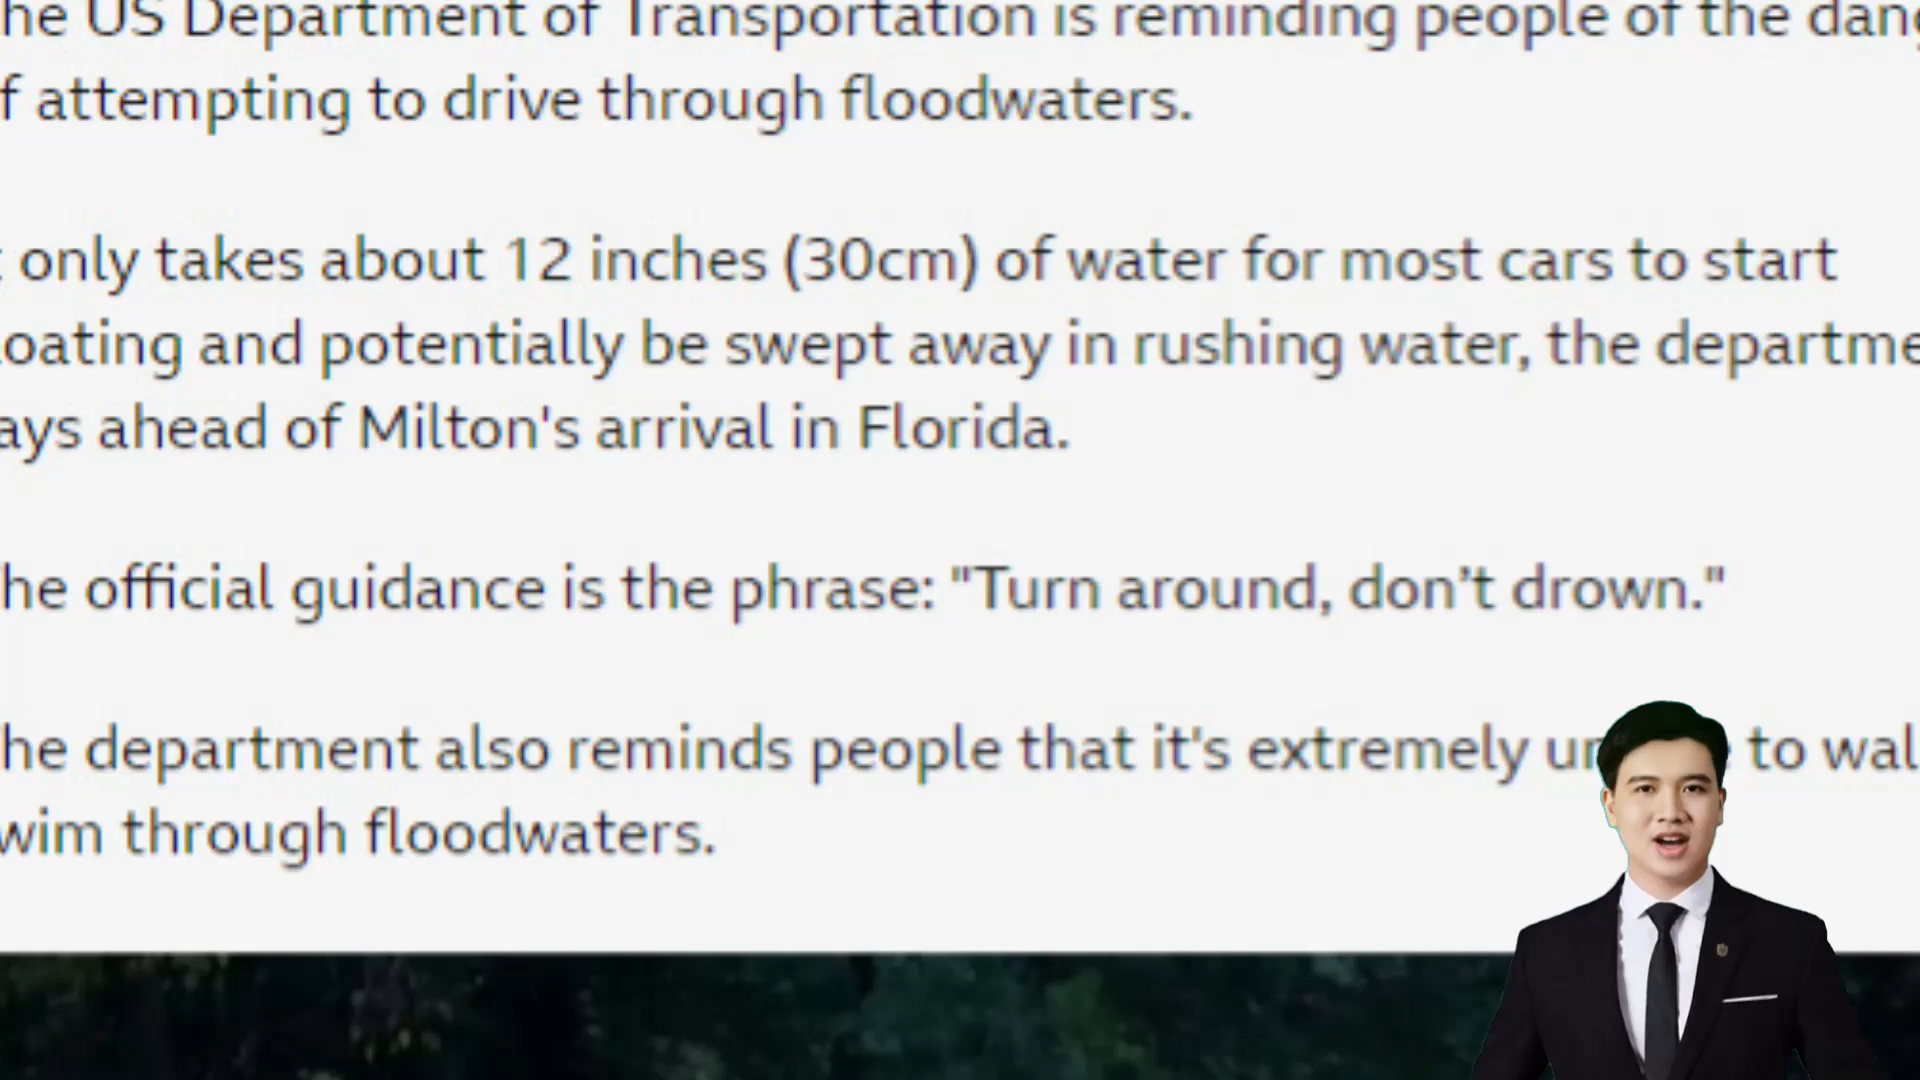 he US Department of Transportation is reminding people of the dang
f attempting to drive through floodwaters.
only takes about 12 inches (30cm) of water for most cars to start
oating and potentially be swept away in rushing water, the departme
ays ahead of Milton's arrival in Florida.
he official guidance is the phrase: "Turn around, don’t drown."
he department also reminds people that it's extremely un to wal
wim through floodwaters.